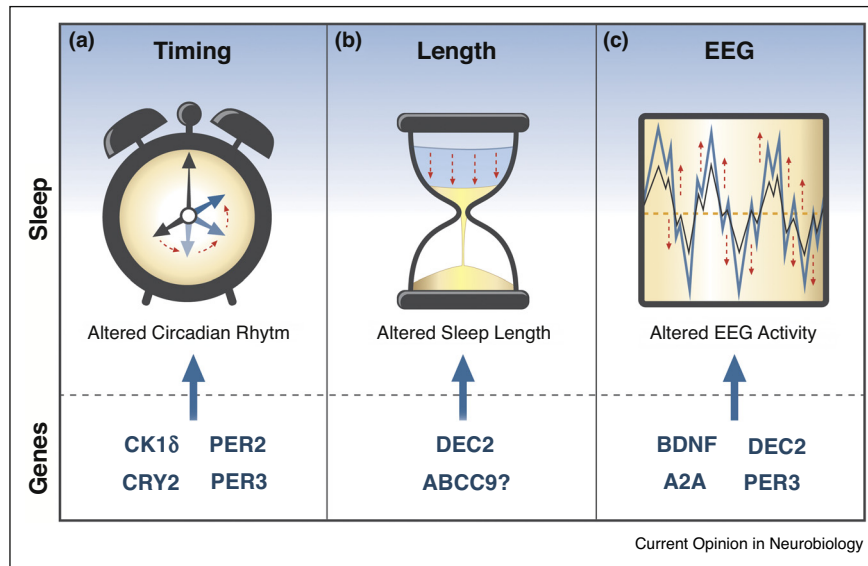 (a) Timing
(b) Length
(c) EEG
Sleep
Altered Circadian Rhytm
Altered Sleep Length
Altered EEG Activity
Genes
CK1δ PER2
CRY2 PER3
DEC2
ABCC9?
BDNF DEC2
A2A PER3
Current Opinion in Neurobiology